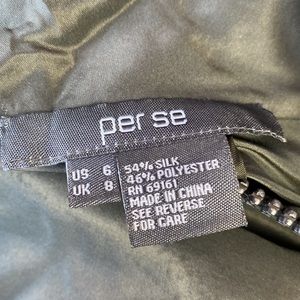 per se
US 6
UK 8
54% SILK
46% POLYESTER
RN 69161
MADE IN CHINA
SEE REVERSE
FOR CARE